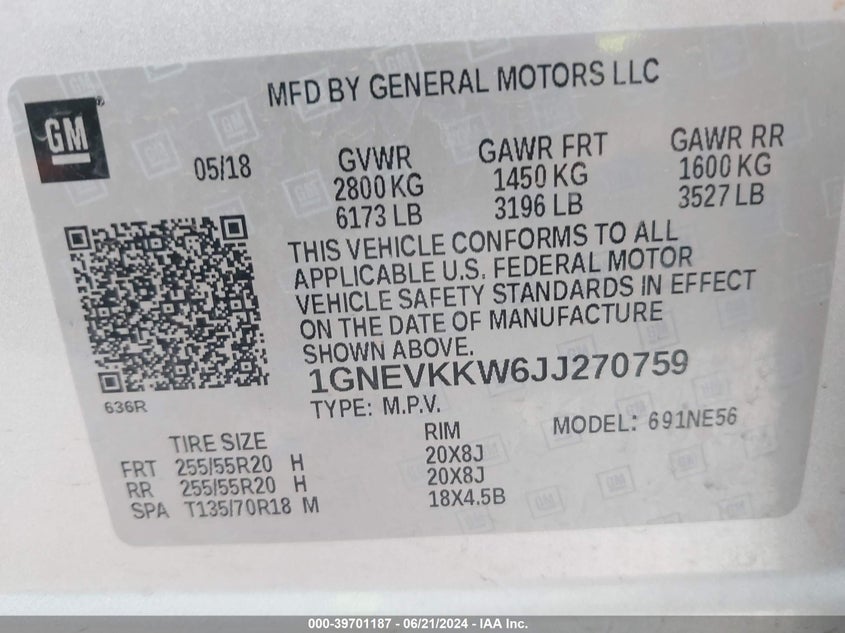 MFD BY GENERAL MOTORS LLC
GM
05/18
GVWR
2800 KG
6173 LB
GAWR FRT
1450 KG
3196 LB
GAWR RR
1600 KG
3527 LB
THIS VEHICLE CONFORMS TO ALL
APPLICABLE U.S. FEDERAL MOTOR
VEHICLE SAFETY STANDARDS IN EFFECT
ON THE DATE OF MANUFACTURE
SHOWN ABOVE.
1GNEVKKW6JJ270759
636R
TYPE: M.P.V.
MODEL: 691NE56
TIRE SIZE RIM
FRT 255/55R20 H 20X8J
RR 255/55R20 H 20X8J
SPA T135/70R18 M 18X4.5B
000-39701187 - 06/21/2024 - IAA Inc.